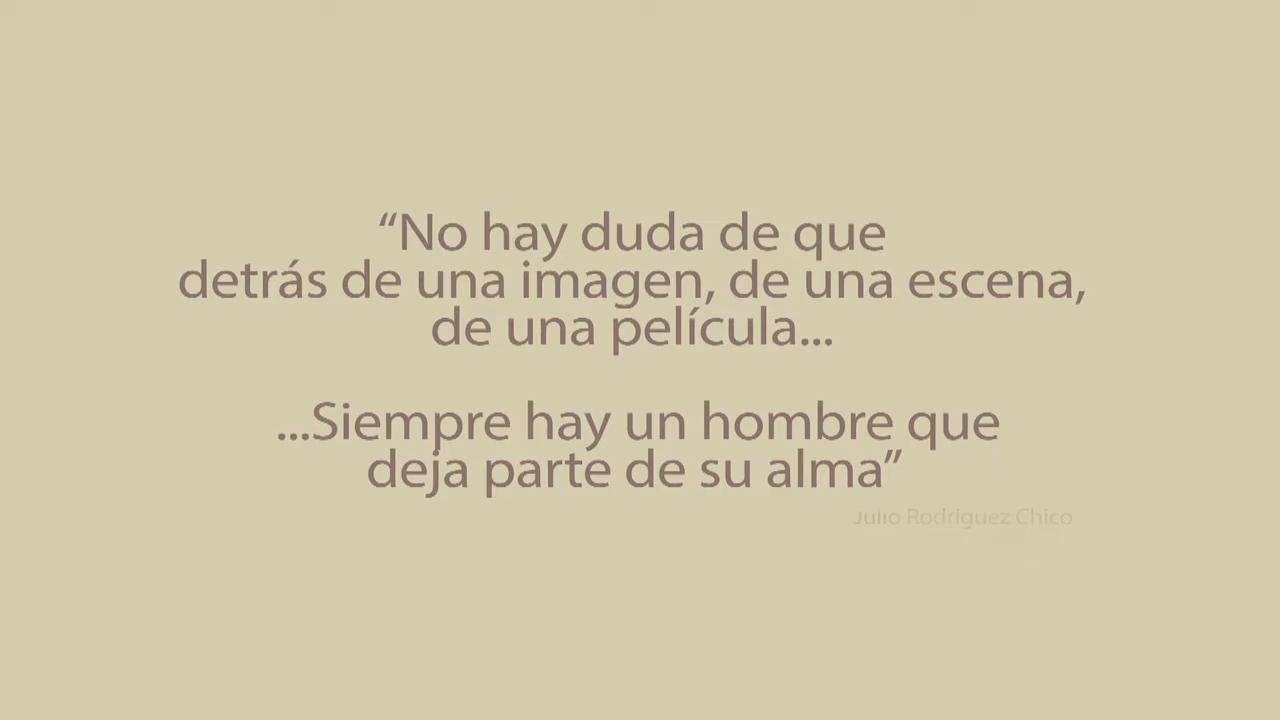 “No hay duda de que
detrás de una imagen, de una escena,
de una película...
...Siempre hay un hombre que
deja parte de su alma”
Julio Rodríguez Chico